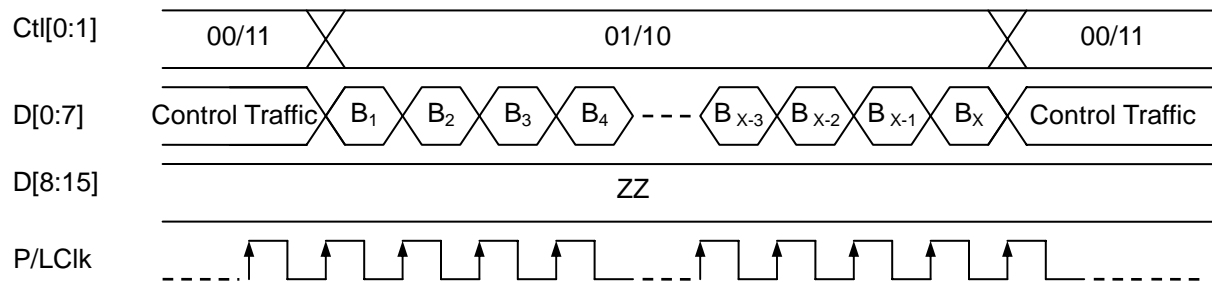 Ctl[0:1] 00/11 01/10 00/11
D[0:7] Control Traffic B1 B2 B3 B4 B X-3 B X-2 B X-1 BX Control Traffic
D[8:15] ZZ
P/LClk